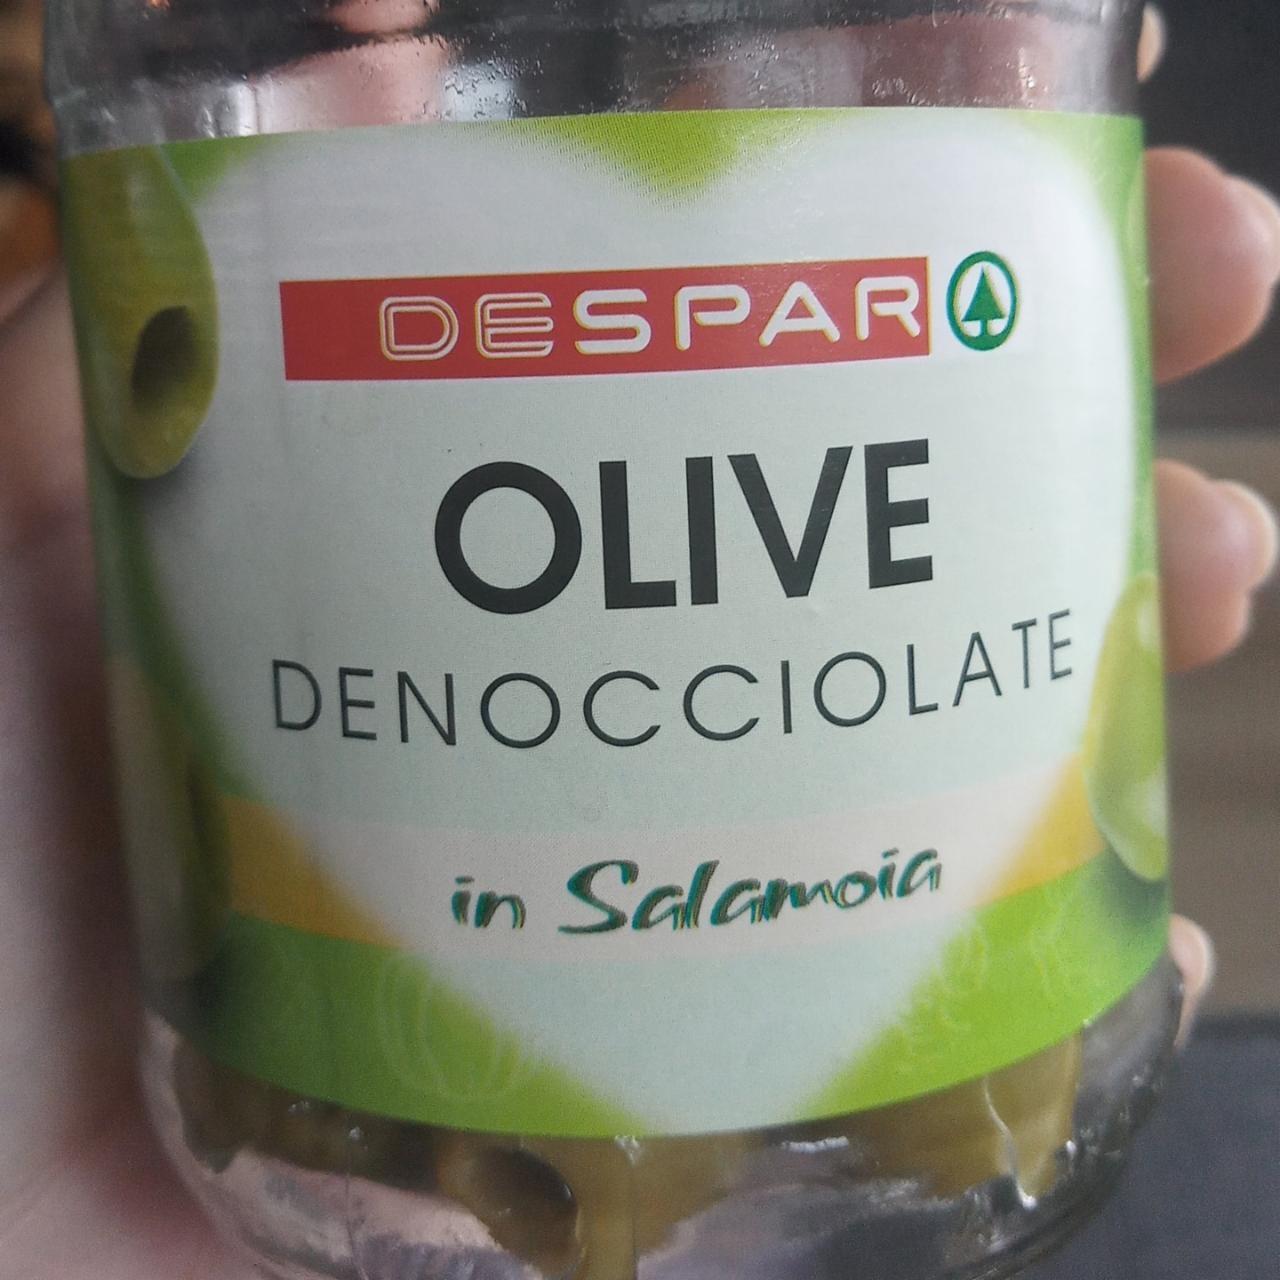 DESPAR
OLIVE
DENOCCIOLATE
in Salamoia